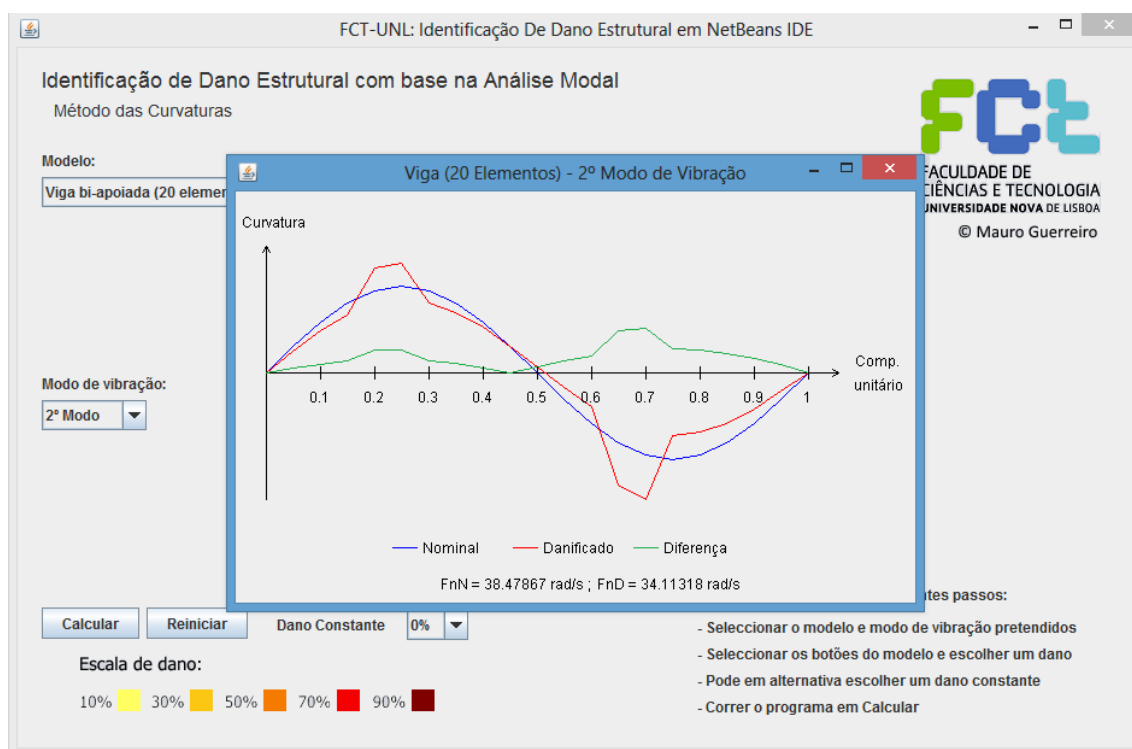 FCT-UNL: Identificação De Dano Estrutural em NetBeans IDE
Identificação de Dano Estrutural com base na Análise Modal
Método das Curvaturas
FCt
FACULDADE DE
CIÊNCIAS E TECNOLOGIA
UNIVERSIDADE NOVA DE LISBOA
© Mauro Guerreiro
Modelo:
Viga bi-apoiada (20 elemen
Viga (20 Elementos) - 2º Modo de Vibração
Curvatura
Comp.
unitário
0.1 0.2 0.3 0.4 0.5 0.6 0.7 0.8 0.9 1
Nominal Danificado Diferença
FnN = 38.47867 rad/s ; FnD = 34.11318 rad/s
Modo de vibração:
2º Modo
ntes passos:
Calcular Reiniciar Dano Constante 0%
- Seleccionar o modelo e modo de vibração pretendidos
- Seleccionar os botões do modelo e escolher um dano
- Pode em alternativa escolher um dano constante
- Correr o programa em Calcular
Escala de dano:
10% 30% 50% 70% 90%